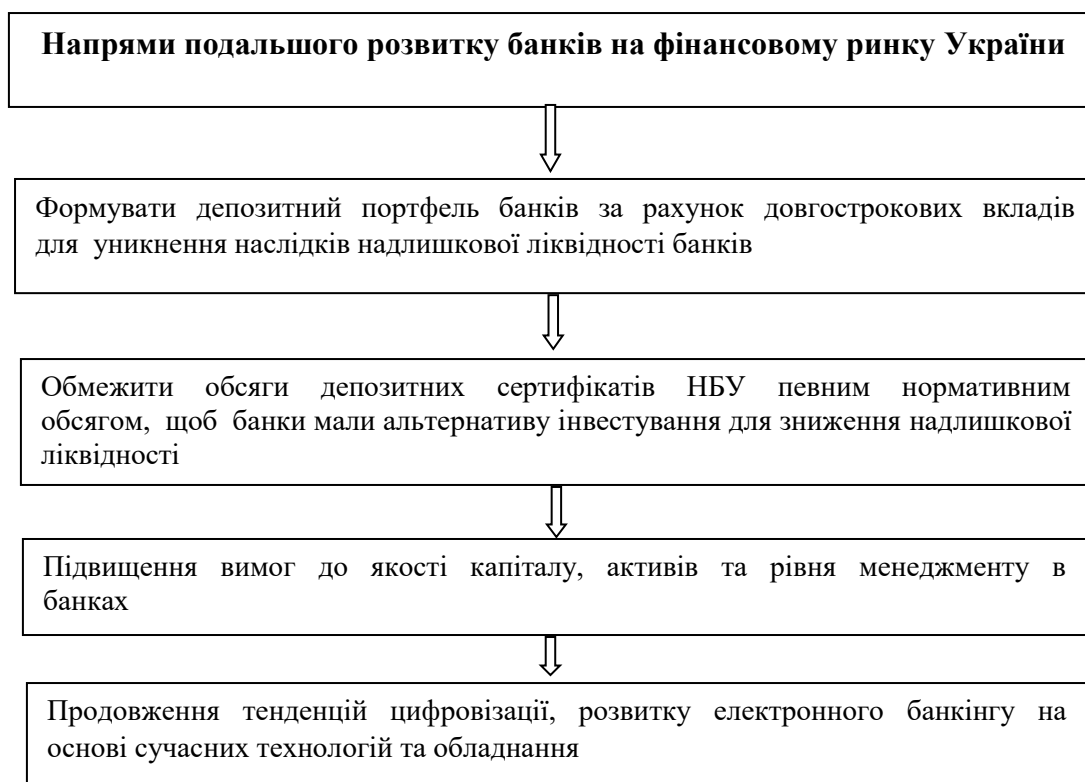 Напрями подальшого розвитку банків на фінансовому ринку України
Формувати депозитний портфель банків за рахунок довгострокових вкладів
для уникнення наслідків надлишкової ліквідності банків
Обмежити обсяги депозитних сертифікатів НБУ певним нормативним
обсягом, щоб банки мали альтернативу інвестування для зниження надлишкової
ліквідності
Підвищення вимог до якості капіталу, активів та рівня менеджменту в
банках
Продовження тенденцій цифровізації, розвитку електронного банкінгу на
основі сучасних технологій та обладнання